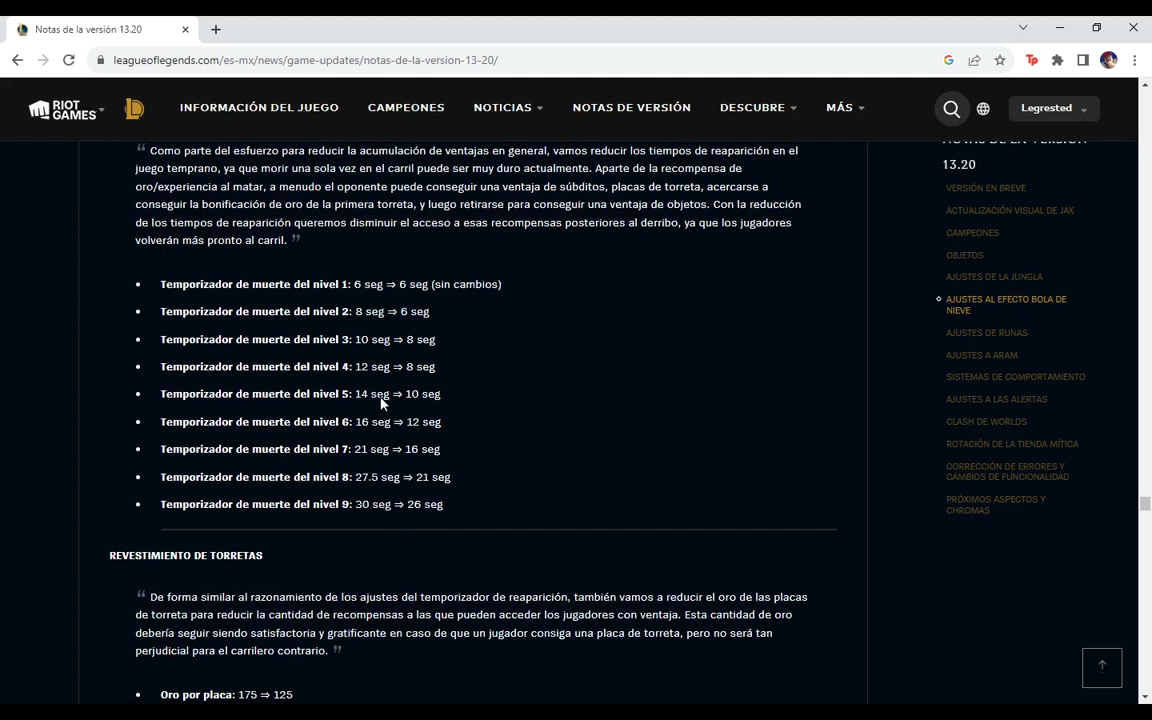 Notas de la versión 13.20
leagueoflegends.com/es-mx/news/game-updates/notas-de-la-version-13-20/
RIOT GAMES
INFORMACIÓN DEL JUEGO
CAMPEONES
NOTICIAS
NOTAS DE VERSIÓN
DESCUBRE
MÁS
Legrested
“ Como parte del esfuerzo para reducir la acumulación de ventajas en general, vamos reducir los tiempos de reaparición en el
juego temprano, ya que morir una sola vez en el carril puede ser muy duro actualmente. Aparte de la recompensa de
oro/experiencia al matar, a menudo el oponente puede conseguir una ventaja de súbditos, placas de torreta, acercarse a
conseguir la bonificación de oro de la primera torreta, y luego retirarse para conseguir una ventaja de objetos. Con la reducción
de los tiempos de reaparición queremos disminuir el acceso a esas recompensas posteriores al derribo, ya que los jugadores
volverán más pronto al carril. ”
• Temporizador de muerte del nivel 1: 6 seg ⇒ 6 seg (sin cambios)
• Temporizador de muerte del nivel 2: 8 seg ⇒ 6 seg
• Temporizador de muerte del nivel 3: 10 seg ⇒ 8 seg
• Temporizador de muerte del nivel 4: 12 seg ⇒ 8 seg
• Temporizador de muerte del nivel 5: 14 seg ⇒ 10 seg
• Temporizador de muerte del nivel 6: 16 seg ⇒ 12 seg
• Temporizador de muerte del nivel 7: 21 seg ⇒ 16 seg
• Temporizador de muerte del nivel 8: 27.5 seg ⇒ 21 seg
• Temporizador de muerte del nivel 9: 30 seg ⇒ 26 seg
REVESTIMIENTO DE TORRETAS
“ De forma similar al razonamiento de los ajustes del temporizador de reaparición, también vamos a reducir el oro de las placas
de torreta para reducir la cantidad de recompensas a las que pueden acceder los jugadores con ventaja. Esta cantidad de oro
debería seguir siendo satisfactoria y gratificante en caso de que un jugador consiga una placa de torreta, pero no será tan
perjudicial para el carrilero contrario. ”
• Oro por placa: 175 ⇒ 125
NOTAS DE LA VERSIÓN
13.20
VERSIÓN EN BREVE
ACTUALIZACIÓN VISUAL DE JAX
CAMPEONES
OBJETOS
AJUSTES DE LA JUNGLA
AJUSTES AL EFECTO BOLA DE
NIEVE
AJUSTES DE RUNAS
AJUSTES A ARAM
SISTEMAS DE COMPORTAMIENTO
AJUSTES A LAS ALERTAS
CLASH DE WORLDS
ROTACIÓN DE LA TIENDA MÍTICA
CORRECCIÓN DE ERRORES Y
CAMBIOS DE FUNCIONALIDAD
PRÓXIMOS ASPECTOS Y
CHROMAS